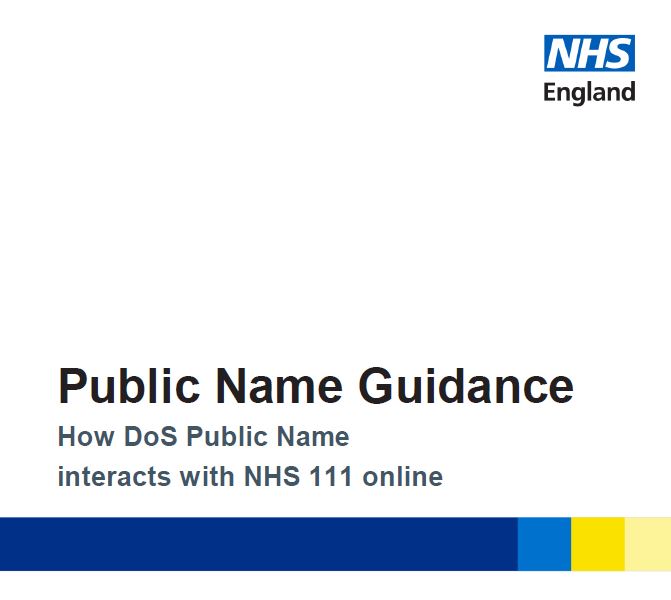 NHS
England
Public Name Guidance
How DoS Public Name
interacts with NHS 111 online